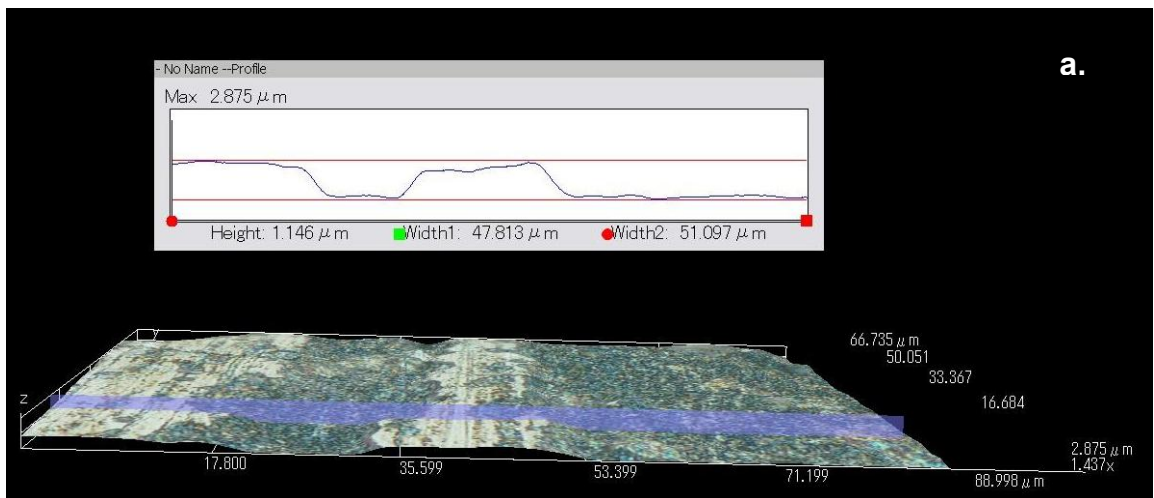 a.
- No Name --Profile
Max 2.875 μm
Height: 1.146 μm Width1: 47.813 μm Width2: 51.097 μm
66.735 μm
50.051
33.367
16.684
z
y
2.875 μm
1.437x
17.800
35.599
53.399
71.199
88.998 μm